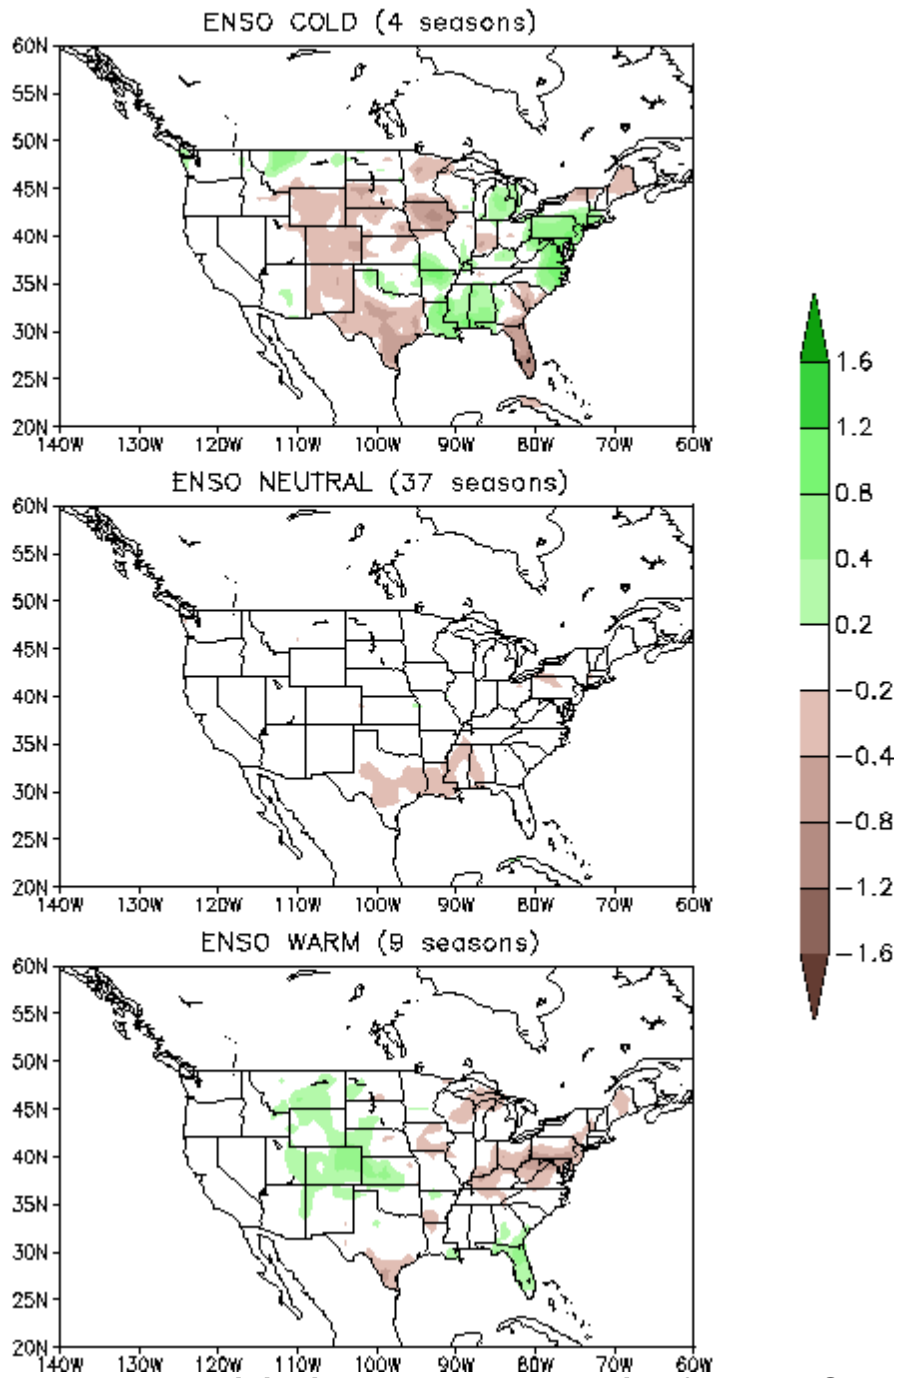 ENSO COLD (4 seasons)
60N
55N
50N
45N
40N
35N
30N
25N
20N
140W 130W 120W 110W 100W 90W 80W 70W 60W
ENSO NEUTRAL (37 seasons)
60N
55N
50N
45N
40N
35N
30N
25N
20N
140W 130W 120W 110W 100W 90W 80W 70W 60W
ENSO WARM (9 seasons)
60N
55N
50N
45N
40N
35N
30N
25N
20N
140W 130W 120W 110W 100W 90W 80W 70W 60W
1.6
1.2
0.8
0.4
0.2
-0.2
-0.4
-0.8
-1.2
-1.6